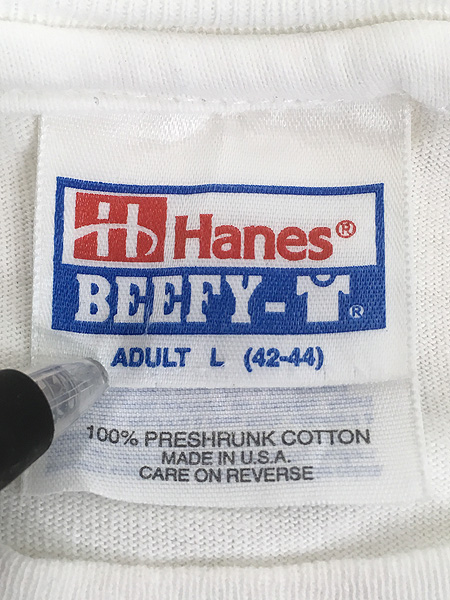 Hanes®
BEEFY-T®
ADULT L (42-44)
100% PRESHRUNK COTTON
MADE IN U.S.A.
CARE ON REVERSE